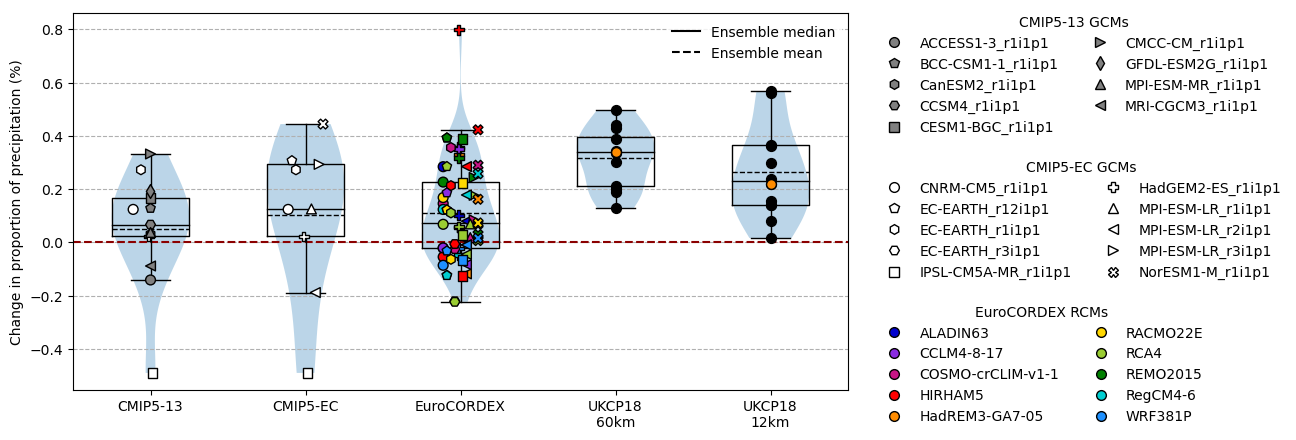 Change in proportion of precipitation (%)
0.8
0.6
0.4
0.2
0.0
−0.2
−0.4
Ensemble median
Ensemble mean
CMIP5-13
CMIP5-EC
EuroCORDEX
UKCP18
60km
UKCP18
12km
CMIP5-13 GCMs
ACCESS1-3_r1i1p1
BCC-CSM1-1_r1i1p1
CanESM2_r1i1p1
CCSM4_r1i1p1
CESM1-BGC_r1i1p1
CMCC-CM_r1i1p1
GFDL-ESM2G_r1i1p1
MPI-ESM-MR_r1i1p1
MRI-CGCM3_r1i1p1
CMIP5-EC GCMs
CNRM-CM5_r1i1p1
EC-EARTH_r12i1p1
EC-EARTH_r1i1p1
EC-EARTH_r3i1p1
IPSL-CM5A-MR_r1i1p1
HadGEM2-ES_r1i1p1
MPI-ESM-LR_r1i1p1
MPI-ESM-LR_r2i1p1
MPI-ESM-LR_r3i1p1
NorESM1-M_r1i1p1
EuroCORDEX RCMs
ALADIN63
CCLM4-8-17
COSMO-crCLIM-v1-1
HIRHAM5
HadREM3-GA7-05
RACMO22E
RCA4
REMO2015
RegCM4-6
WRF381P